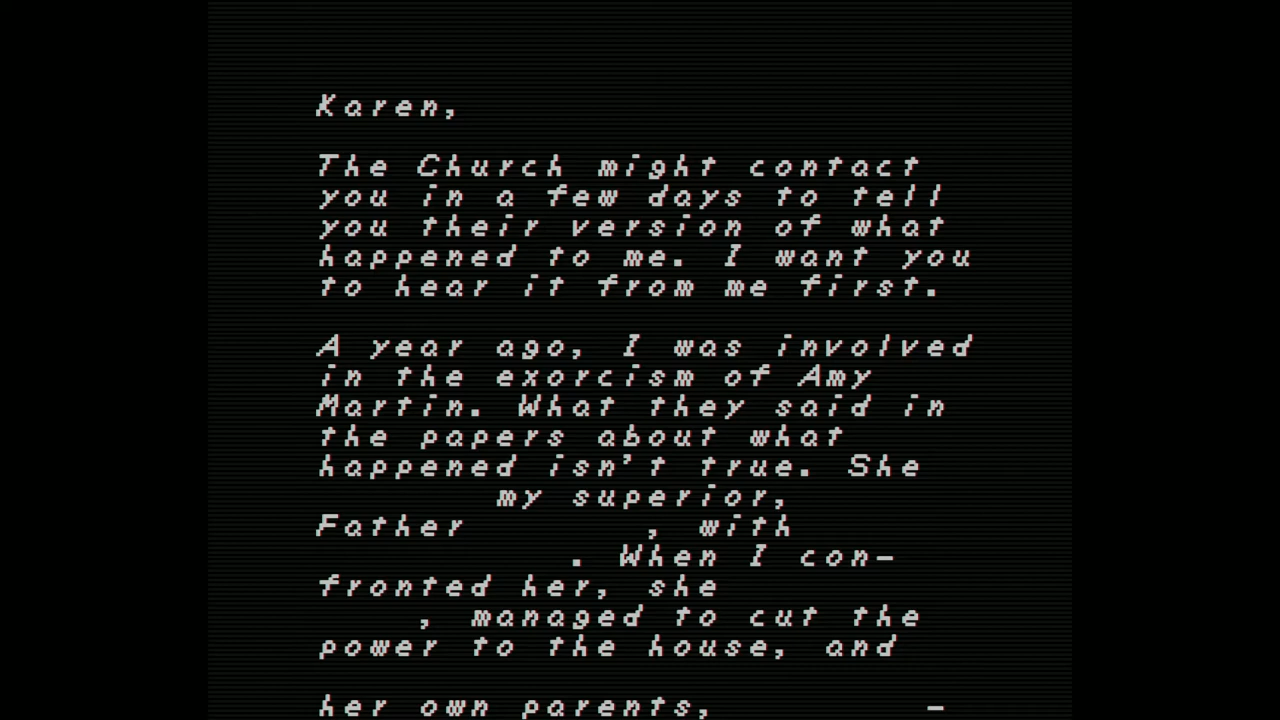 Karen,
The Church might contact
you in a few days to tell
you their version of what
happened to me. I want you
to hear it from me first.
A year ago, I was involved
in the exorcism of Amy
Martin. What they said in
the papers about what
happened isn't true. She
my superior,
Father , with
. When I con-
fronted her, she
, managed to cut the
power to the house, and
her own parents, -